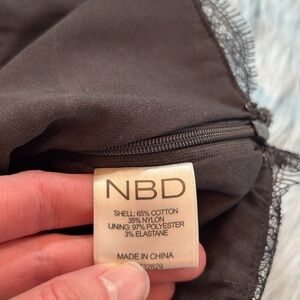 NBD
SHELL: 65% COTTON
35% NYLON
LINING: 97% POLYESTER
3% ELASTANE
MADE IN CHINA